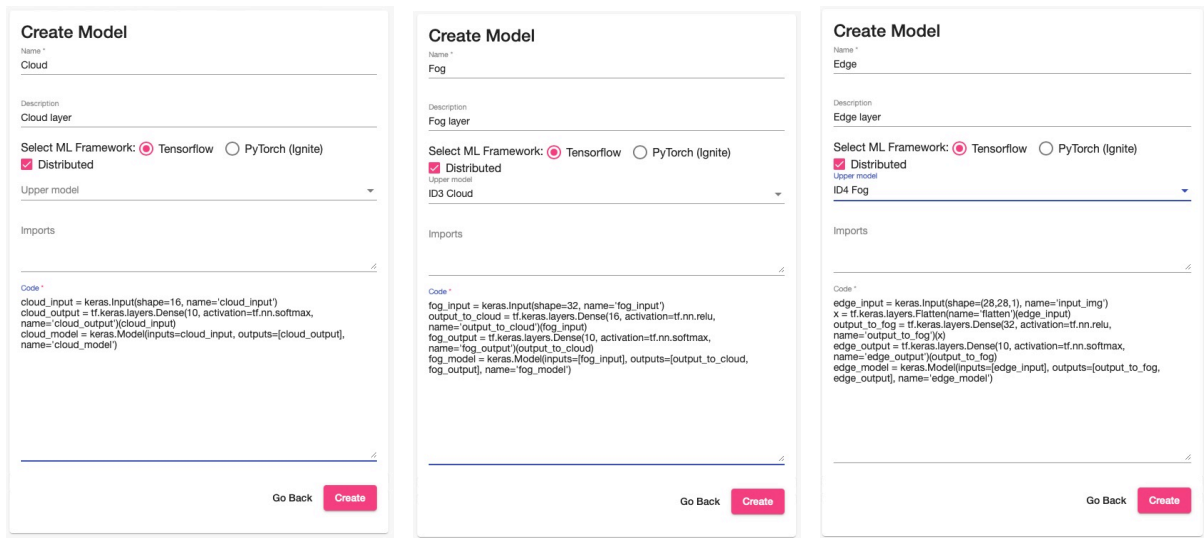 Create Model
Name *
Cloud
Description
Cloud layer
Select ML Framework: Tensorflow PyTorch (Ignite)
Distributed
Upper model
Imports
Code *
cloud_input = keras.Input(shape=16, name='cloud_input')
cloud_output = tf.keras.layers.Dense(10, activation=tf.nn.softmax,
name='cloud_output')(cloud_input)
cloud_model = keras.Model(inputs=cloud_input, outputs=[cloud_output],
name='cloud_model')
Go Back Create
Create Model
Name *
Fog
Description
Fog layer
Select ML Framework: Tensorflow PyTorch (Ignite)
Distributed
Upper model
ID3 Cloud
Imports
Code *
fog_input = keras.Input(shape=32, name='fog_input')
output_to_cloud = tf.keras.layers.Dense(16, activation=tf.nn.relu,
name='output_to_cloud')(fog_input)
fog_output = tf.keras.layers.Dense(10, activation=tf.nn.softmax,
name='fog_output')(output_to_cloud)
fog_model = keras.Model(inputs=[fog_input], outputs=[output_to_cloud,
fog_output], name='fog_model')
Go Back Create
Create Model
Name *
Edge
Description
Edge layer
Select ML Framework: Tensorflow PyTorch (Ignite)
Distributed
Upper model
ID4 Fog
Imports
Code *
edge_input = keras.Input(shape=(28,28,1), name='input_img')
x = tf.keras.layers.Flatten(name='flatten')(edge_input)
output_to_fog = tf.keras.layers.Dense(32, activation=tf.nn.relu,
name='output_to_fog')(x)
edge_output = tf.keras.layers.Dense(10, activation=tf.nn.softmax,
name='edge_output')(output_to_fog)
edge_model = keras.Model(inputs=[edge_input], outputs=[output_to_fog,
edge_output], name='edge_model')
Go Back Create